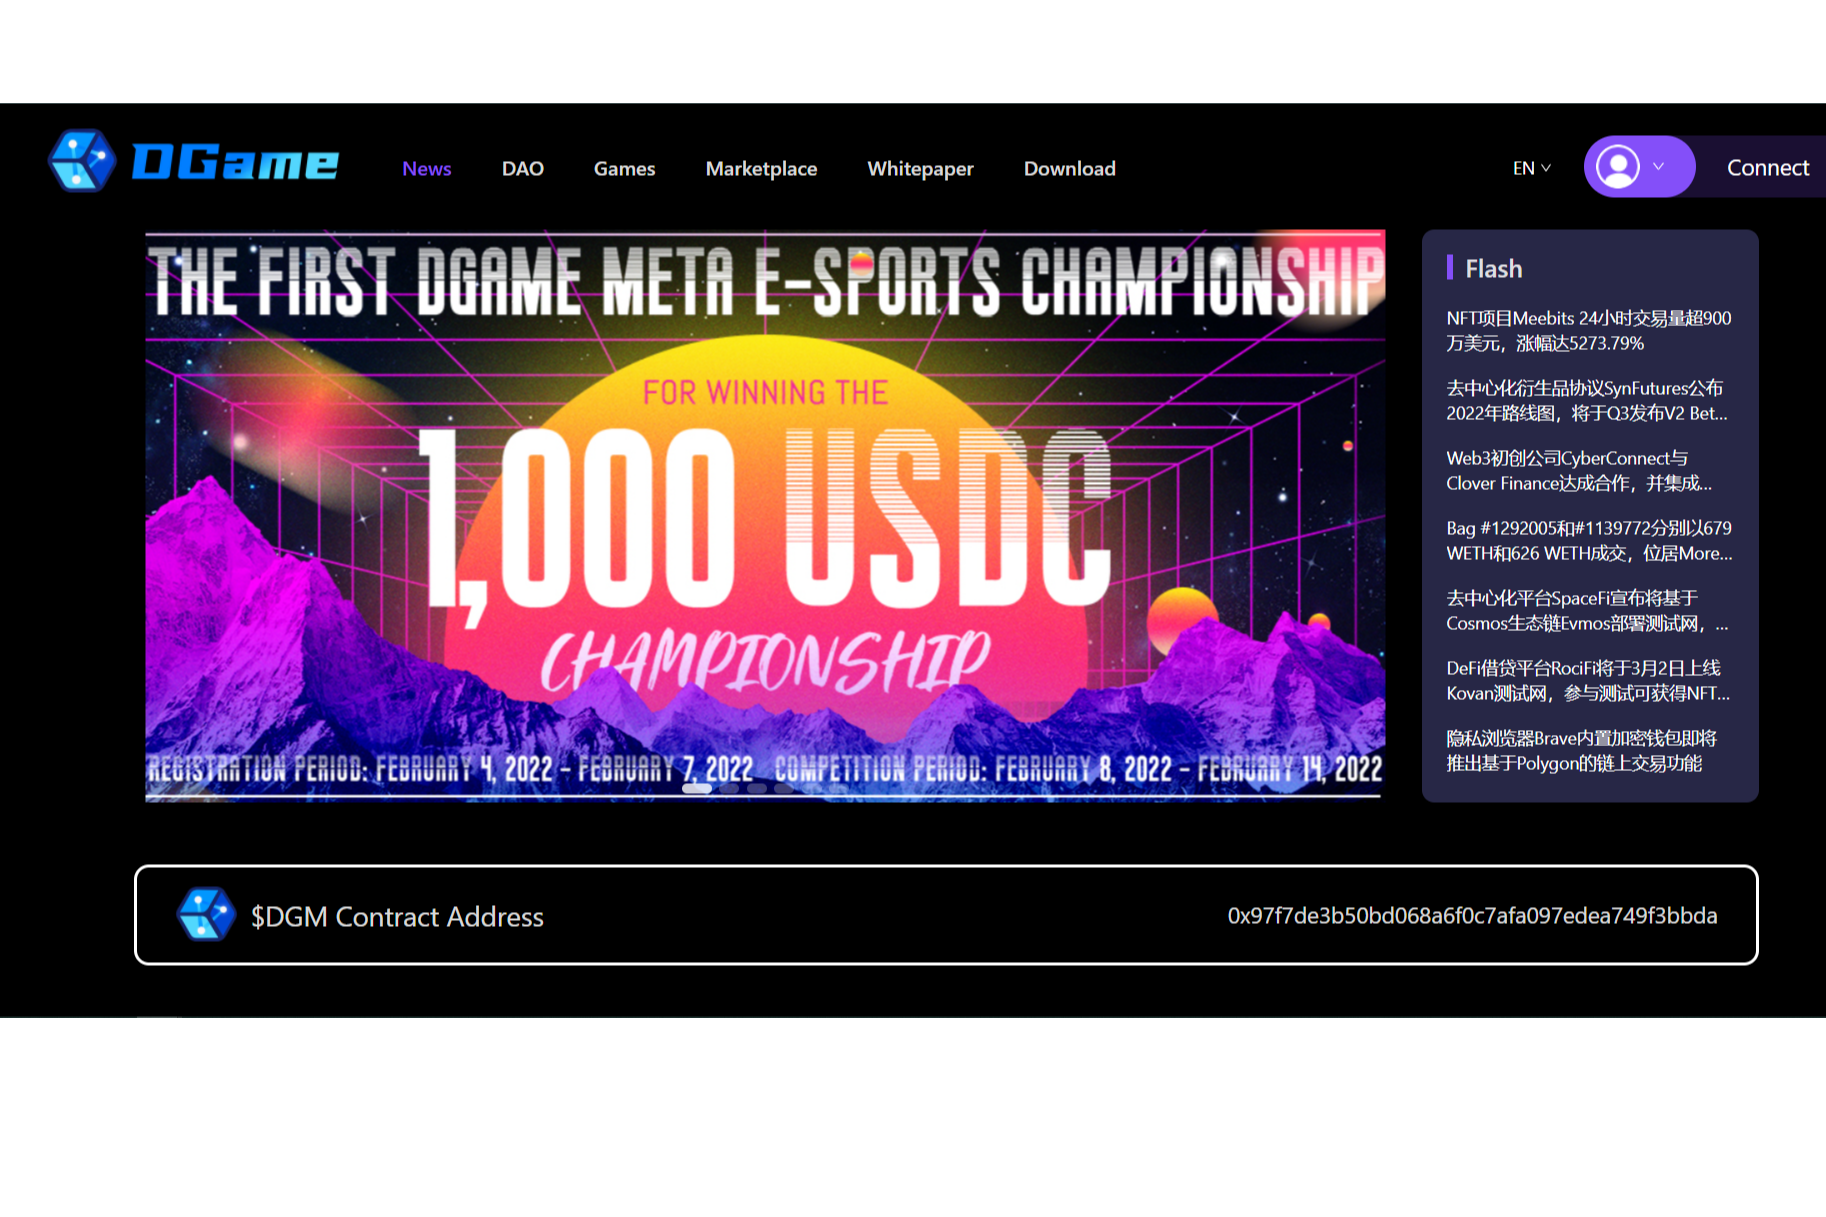 DGame
News DAO Games Marketplace Whitepaper Download
EN
Connect
THE FIRST DGAME META E-SPORTS CHAMPIONSHIP
FOR WINNING THE
1,000 USDC
CHAMPIONSHIP
REGISTRATION PERIOD: FEBRUARY 4, 2022 - FEBRUARY 7, 2022 COMPETITION PERIOD: FEBRUARY 8, 2022 - FEBRUARY 14, 2022
Flash
NFT项目Meebits 24小时交易量超900
万美元，涨幅达5273.79%
去中心化衍生品协议SynFutures公布
2022年路线图，将于Q3发布V2 Bet...
Web3初创公司CyberConnect与
Clover Finance达成合作，并集成...
Bag #1292005和#1139772分别以679
WETH和626 WETH成交，位居More...
去中心化平台SpaceFi宣布将基于
Cosmos生态链Evmos部署测试网，...
DeFi借贷平台RociFi将于3月2日上线
Kovan测试网，参与测试可获得NFT...
隐私浏览器Brave内置加密钱包即将
推出基于Polygon的链上交易功能
$DGM Contract Address
0x97f7de3b50bd068a6f0c7afa097edea749f3bbda